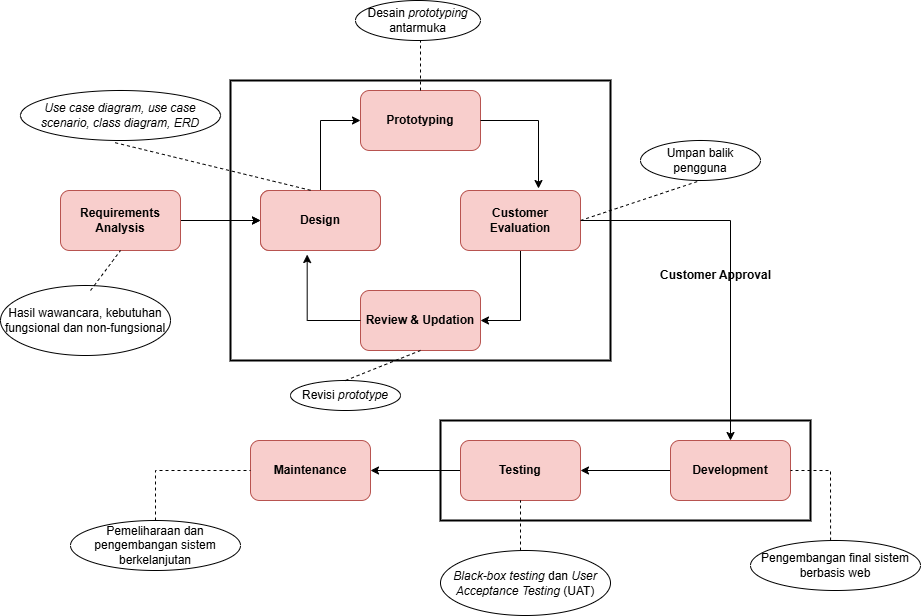 Desain prototyping
antarmuka
Use case diagram, use case
scenario, class diagram, ERD
Prototyping
Umpan balik
pengguna
Requirements
Analysis
Design
Customer
Evaluation
Customer Approval
Hasil wawancara, kebutuhan
fungsional dan non-fungsional
Review & Updation
Revisi prototype
Maintenance
Testing
Development
Pemeliharaan dan
pengembangan sistem
berkelanjutan
Black-box testing dan User
Acceptance Testing (UAT)
Pengembangan final sistem
berbasis web